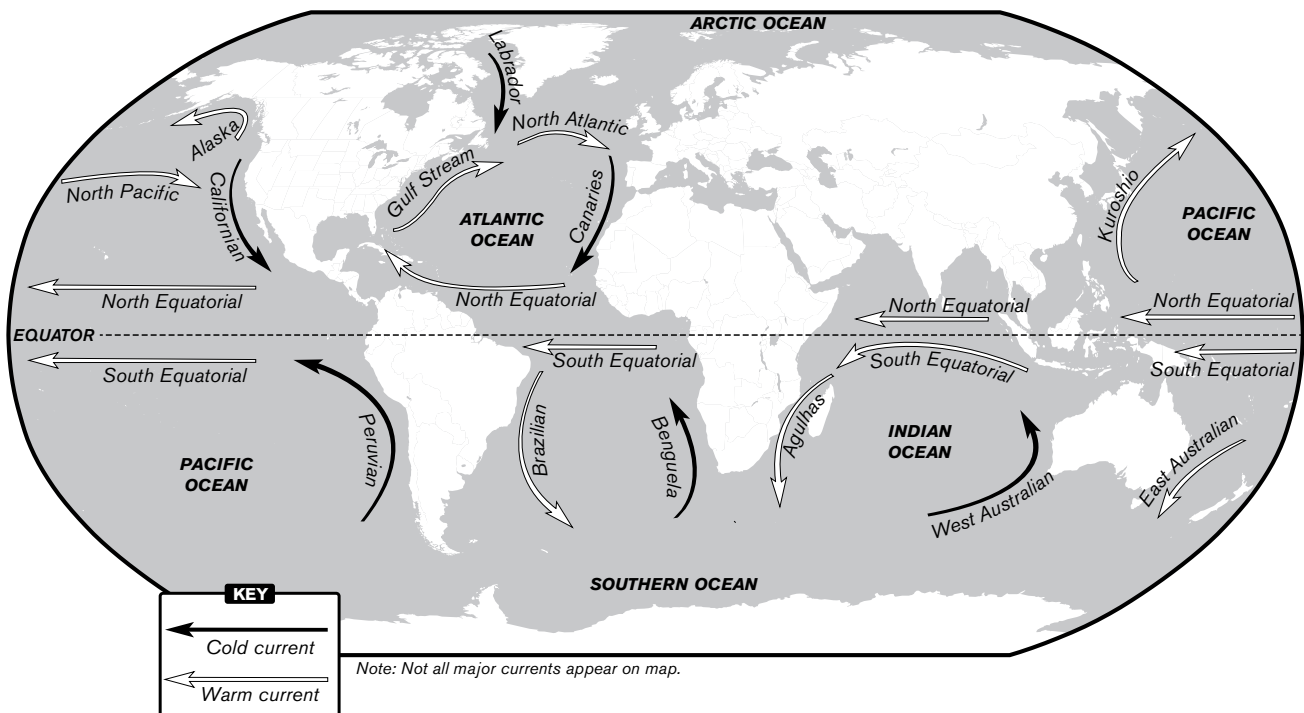 ARCTIC OCEAN
Labrador
North Atlantic
Alaska
Gulf Stream
North Pacific
Californian
Canaries
Kuroshio
ATLANTIC
OCEAN
PACIFIC
OCEAN
North Equatorial
North Equatorial
North Equatorial
North Equatorial
EQUATOR
South Equatorial
South Equatorial
South Equatorial
South Equatorial
Peruvian
Brazilian
Benguela
Agulhas
INDIAN
OCEAN
East Australian
PACIFIC
OCEAN
West Australian
SOUTHERN OCEAN
KEY
Cold current
Warm current
Note: Not all major currents appear on map.